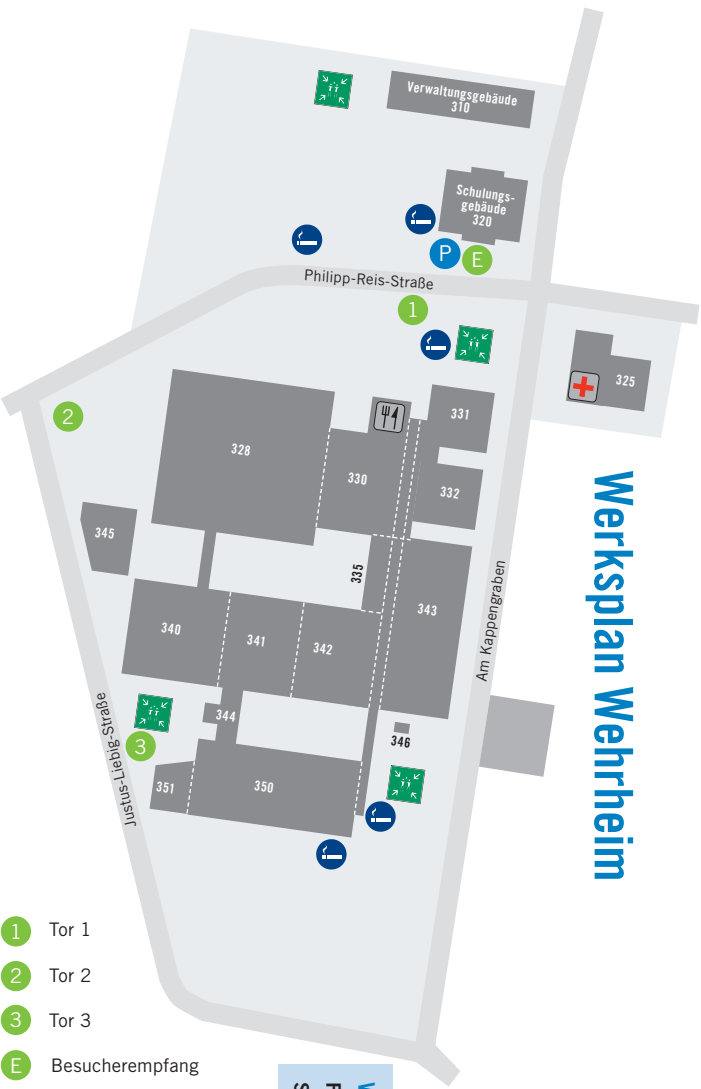 Verwaltungsgebäude
310
Schulungs-
gebäude
320
P
E
Philipp-Reis-Straße
1
325
331
2
328
330
332
Werksplan Wehrheim
345
335
343
Am Kappengraben
340
341
342
Justus-Liebig-Straße
344
3
346
351
350
1 Tor 1
2 Tor 2
3 Tor 3
E Besucherempfang